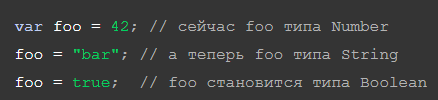 var foo = 42; // сейчас foo типа Number
foo = "bar"; // а теперь foo типа String
foo = true;  // foo становится типа Boolean